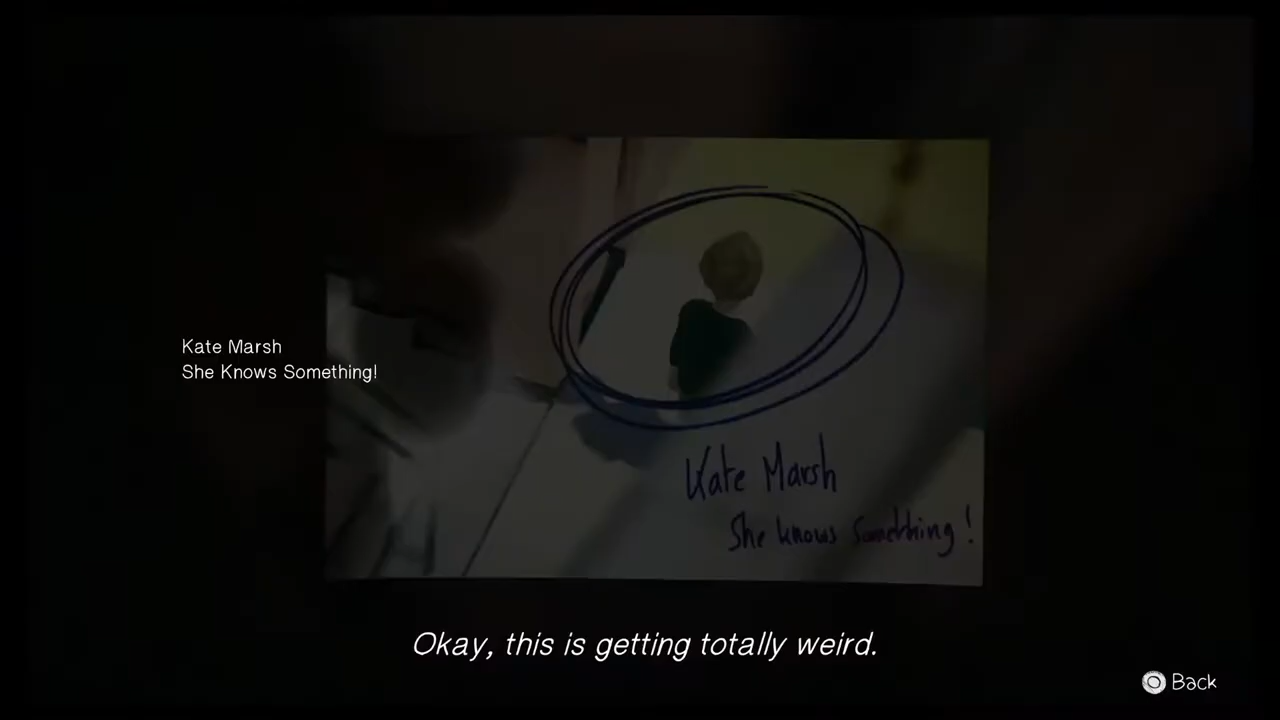 Kate Marsh
She Knows Something!
Kate Marsh
She knows something!
Okay, this is getting totally weird.
Back